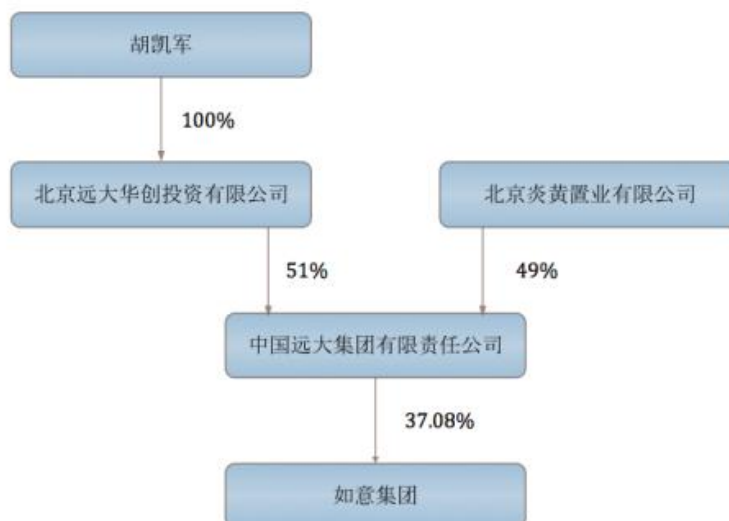 胡凯军
100%
北京远大华创投资有限公司
北京炎黄置业有限公司
51%
49%
中国远大集团有限责任公司
37.08%
如意集团